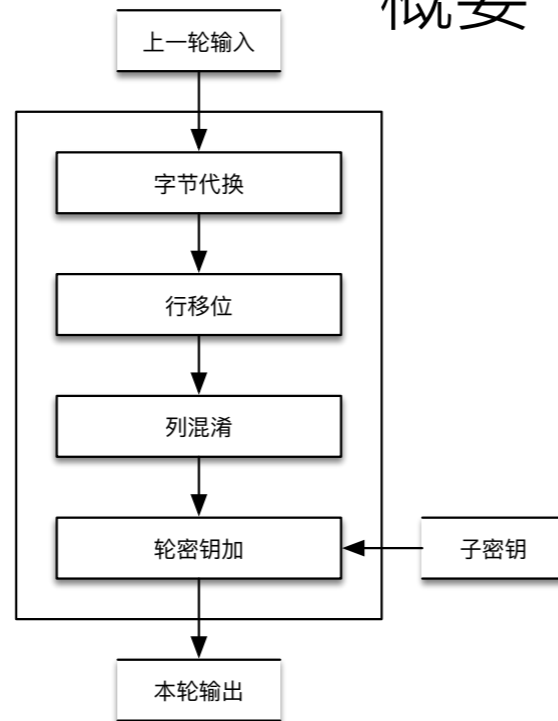 概要
上一轮输入
字节代换
行移位
列混淆
轮密钥加
子密钥
本轮输出